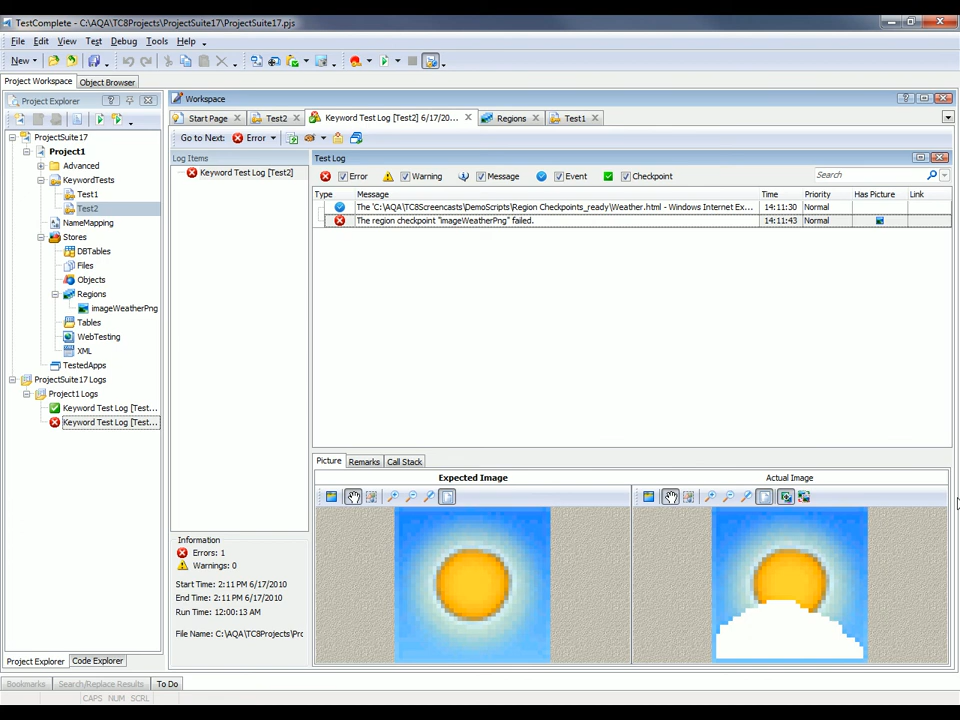 TestComplete - C:\AQA\TC8Projects\ProjectSuite17\ProjectSuite17.pjs
File Edit View Test Debug Tools Help
New
Project Workspace Object Browser
Project Explorer
ProjectSuite17
Project1
Advanced
KeywordTests
Test1
Test2
NameMapping
Stores
DBTables
Files
Objects
Regions
imageWeatherPng
Tables
WebTesting
XML
TestedApps
ProjectSuite17 Logs
Project1 Logs
Keyword Test Log [Test...
Keyword Test Log [Test...
Project Explorer Code Explorer
Workspace
Start Page Test2 Keyword Test Log [Test2] 6/17/20... Regions Test1
Go to Next: Error
Log Items
Keyword Test Log [Test2]
Information
Errors: 1
Warnings: 0
Start Time: 2:11 PM 6/17/2010
End Time: 2:11 PM 6/17/2010
Run Time: 12:00:13 AM
File Name: C:\AQA\TC8Projects\Prc
Test Log
Error Warning Message Event Checkpoint Search
Type Message Time Priority Has Picture Link
The 'C:\AQA\TC8Screencasts\DemoScripts\Region Checkpoints_ready\Weather.html - Windows Internet Ex... 14:11:30 Normal
The region checkpoint "imageWeatherPng" failed. 14:11:43 Normal
Picture Remarks Call Stack
Expected Image Actual Image
Bookmarks Search/Replace Results To Do
CAPS NUM SCRL